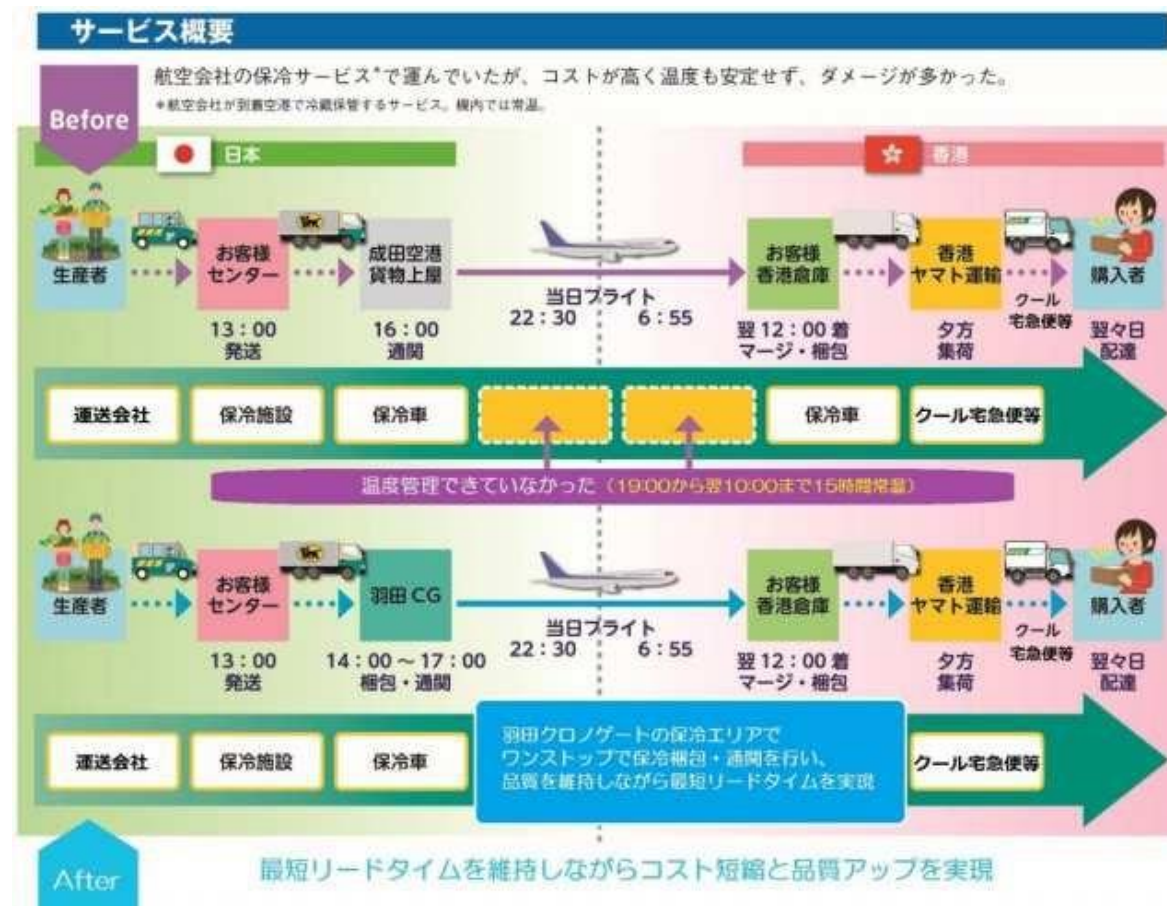 サービス概要
航空会社の保冷サービス*で運んでいたが、コストが高く温度も安定せず、ダメージが多かった。
*航空会社が到着空港で冷蔵保管するサービス。機内では常温。
Before
日本
香港
生産者
お客様
センター
成田空港
貨物上屋
お客様
香港倉庫
香港
ヤマト運輸
クール
宅急便等
購入者
当日フライト
22:30 6:55
13:00
発送
16:00
通関
翌12:00着
マージ・梱包
夕方
集荷
翌々日
配達
運送会社
保冷施設
保冷車
保冷車
クール宅急便等
温度管理できていなかった(19:00から翌10:00まで15時間常温)
生産者
お客様
センター
羽田CG
お客様
香港倉庫
香港
ヤマト運輸
クール
宅急便等
購入者
当日フライト
22:30 6:55
13:00
発送
14:00~17:00
梱包・通関
翌12:00着
マージ・梱包
夕方
集荷
翌々日
配達
運送会社
保冷施設
保冷車
羽田クロノゲートの保冷エリアで
ワンストップで保冷梱包・通関を行い、
品質を維持しながら最短リードタイムを実現
クール宅急便等
After
最短リードタイムを維持しながらコスト短縮と品質アップを実現